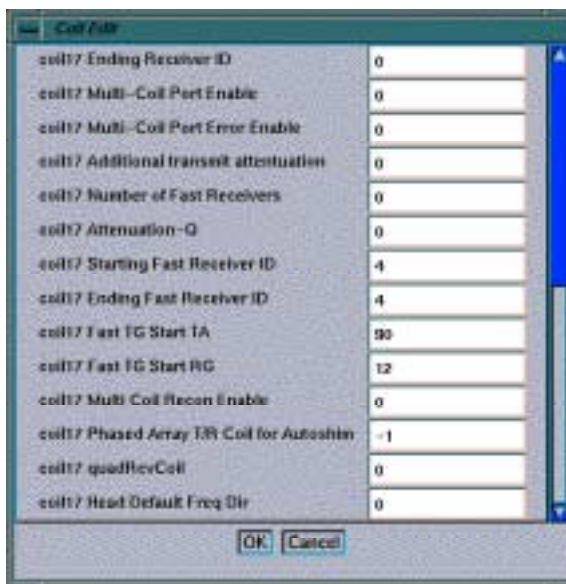 Coil Edit
coil17 Ending Receiver ID 0
coil17 Multi-Coil Port Enable 0
coil17 Multi-Coil Port Error Enable 0
coil17 Additional transmit attentuation 0
coil17 Number of Fast Receivers 0
coil17 Attenuation-Q 0
coil17 Starting Fast Receiver ID 4
coil17 Ending Fast Receiver ID 4
coil17 Fast TG Start TA 90
coil17 Fast TG Start RG 12
coil17 Multi Coil Recon Enable 0
coil17 Phased Array T/R Coil for Autoshim -1
coil17 quadRevCoil 0
coil17 Head Default Freq Dir 0
OK Cancel